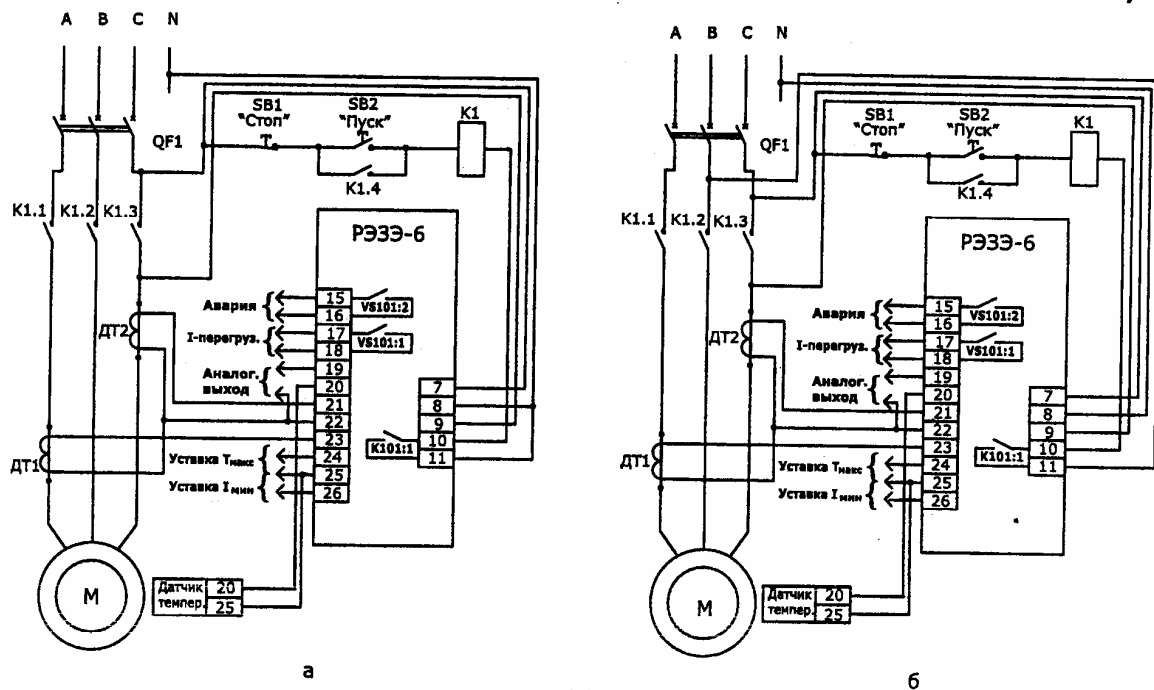 A B C N
SB1 SB2 K1
"Стоп" "Пуск"
QF1
K1.4
K1.1 K1.2 K1.3
РЭЗЭ-6
Авария
15
VS101:2
16
I-перегруз.
17
VS101:1
18
ДТ2
Аналог.
выход
19
20
21
22
23
24
25
26
7
8
9
10
11
K101:1
ДТ1
Уставка Tмакс
Уставка I мин
M
Датчик
темпер.
20
25
а
A B C N
SB1 SB2 K1
"Стоп" "Пуск"
QF1
K1.4
K1.1 K1.2 K1.3
РЭЗЭ-6
Авария
15
VS101:2
16
I-перегруз.
17
VS101:1
18
ДТ2
Аналог.
выход
19
20
21
22
23
24
25
26
7
8
9
10
11
K101:1
ДТ1
Уставка Tмакс
Уставка I мин
M
Датчик
темпер.
20
25
б